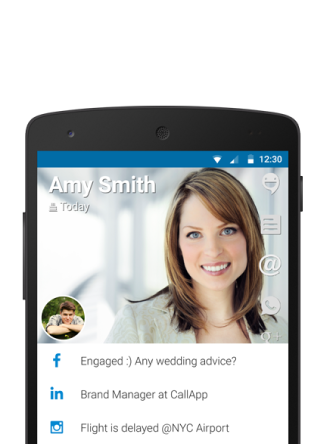 12:30
Amy Smith
Today
Engaged :) Any wedding advice?
in
Brand Manager at CallApp
Flight is delayed @NYC Airport